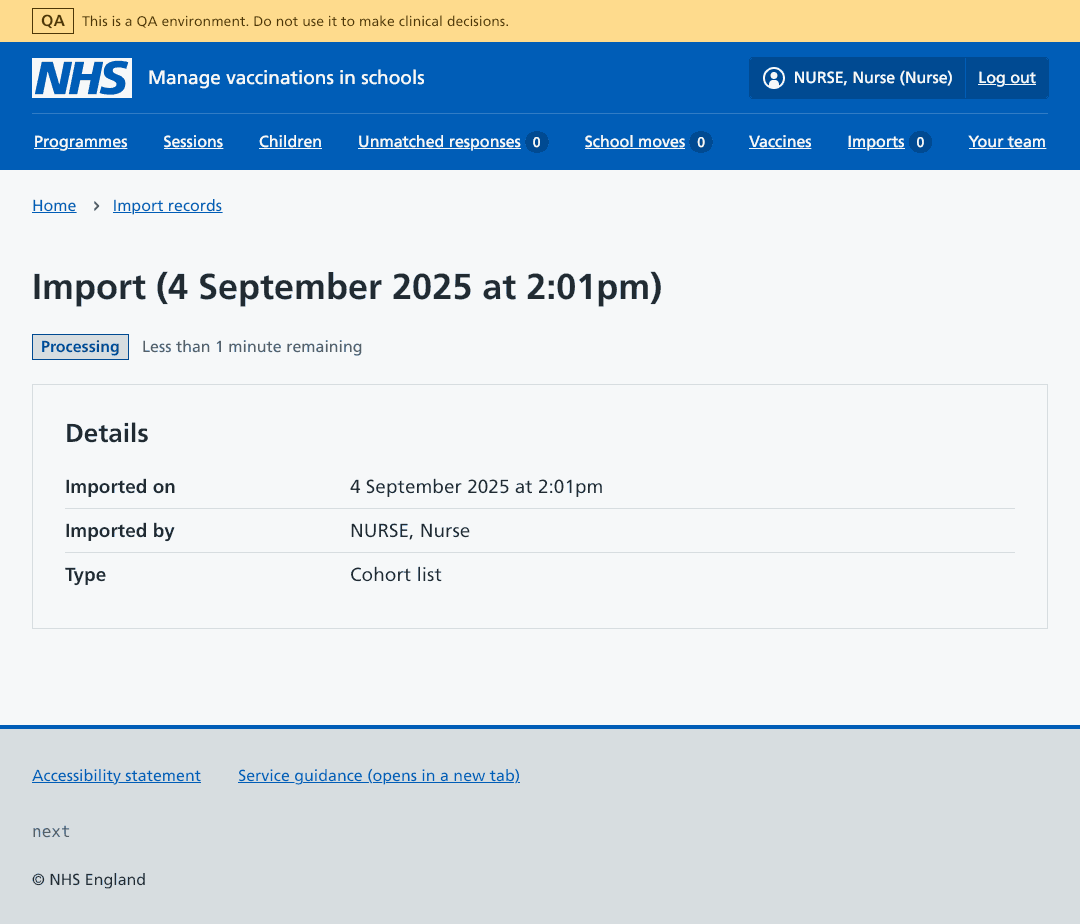 QA This is a QA environment. Do not use it to make clinical decisions.
NHS Manage vaccinations in schools NURSE, Nurse (Nurse) Log out
Programmes Sessions Children Unmatched responses 0 School moves 0 Vaccines Imports 0 Your team
Home Import records
Import (4 September 2025 at 2:01pm)
Processing Less than 1 minute remaining
Details
Imported on 4 September 2025 at 2:01pm
Imported by NURSE, Nurse
Type Cohort list
Accessibility statement Service guidance (opens in a new tab)
next
© NHS England